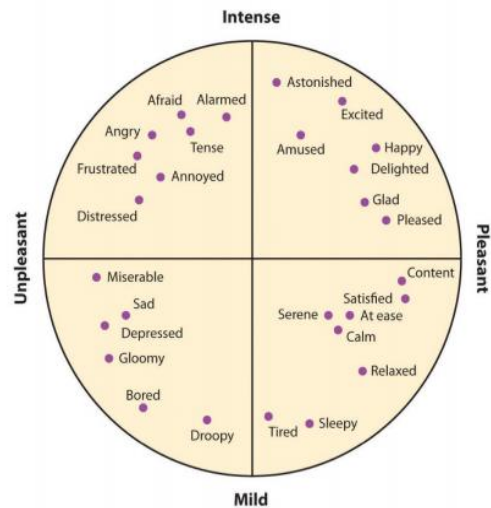 Intense
Astonished
Afraid Alarmed
Excited
Angry
Tense
Amused
Happy
Frustrated
Delighted
Annoyed
Glad
Distressed
Pleased
Unpleasant
Pleasant
Content
Miserable
Satisfied
Sad
Serene
At ease
Depressed
Calm
Gloomy
Relaxed
Bored
Droopy
Tired
Sleepy
Mild